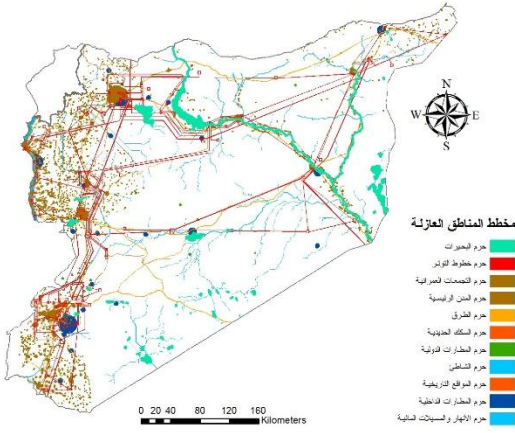 N
W E
S
مخطط المناطق العازلة
حرم البحيرات
حرم خطوط التوتر
حرم التجمعات العمرانية
حرم المدن الرئيسية
حرم الطرق
حرم السكك الحديدية
حرم المطارات الدولية
حرم الشاطئ
حرم المواقع التاريخية
حرم المطارات الداخلية
حرم الانهار والمسيلات المائية
0 20 40 80 120 160
Kilometers